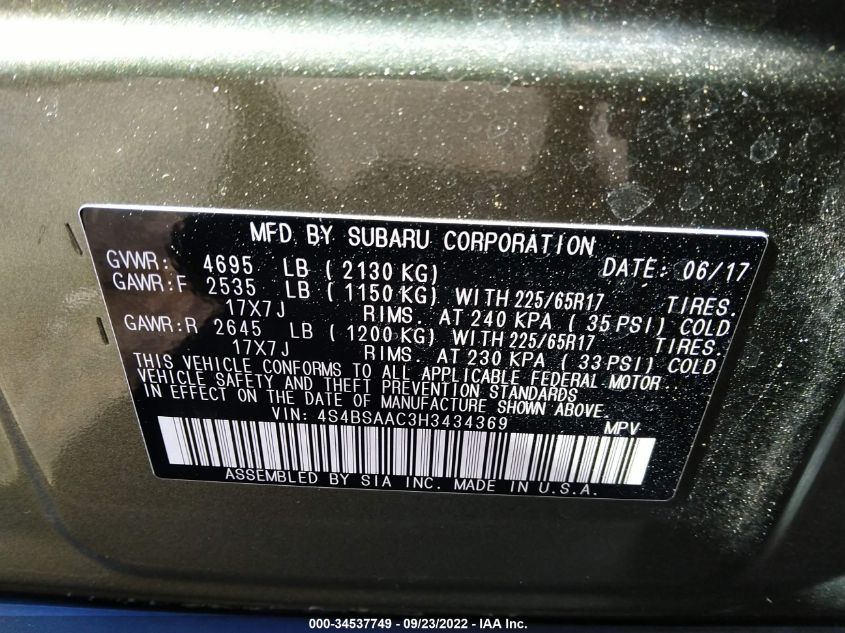 MFD. BY SUBARU CORPORATION
GVWR: 4695 LB ( 2130 KG) DATE: 06/17
GAWR:F 2535 LB ( 1150 KG) WITH 225/65R17 TIRES.
17X7J RIMS. AT 240 KPA ( 35 PSI) COLD
GAWR:R 2645 LB ( 1200 KG) WITH 225/65R17 TIRES.
17X7J RIMS. AT 230 KPA ( 33 PSI) COLD
THIS VEHICLE CONFORMS TO ALL APPLICABLE FEDERAL MOTOR
VEHICLE SAFETY AND THEFT PREVENTION STANDARDS
IN EFFECT ON THE DATE OF MANUFACTURE SHOWN ABOVE.
VIN: 4S4BSAAC3H3434369 MPV
ASSEMBLED BY SIA INC. MADE IN U.S.A.
000-34537749 - 09/23/2022 - IAA Inc.